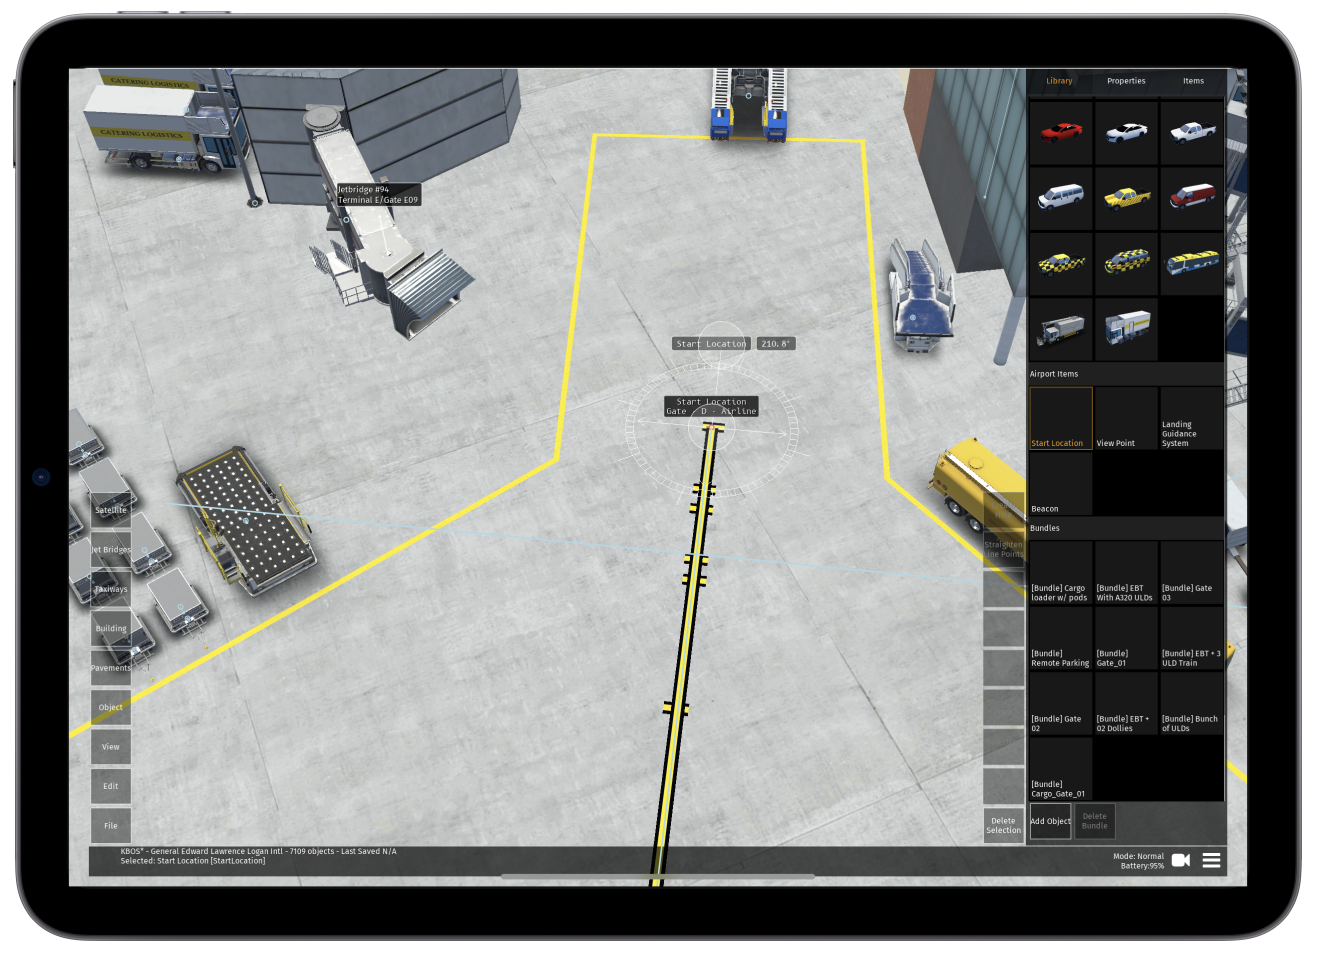 CATERING LOGISTICS
CATERING LOGISTICS
Jetbridge #94
Terminal E/Gate E09
Start Location
210, 8°
Start Location
Gate - D - Airline
Satellite
Jet Bridges
Taxiways
Building
Pavements
Object
View
Edit
File
Straighten
Line Points
Delete
Selection
Library
Properties
Items
Airport Items
Start Location
View Point
Landing
Guidance
System
Beacon
Bundles
[Bundle] Cargo
loader w/ pods
[Bundle] EBT
With A320 ULDs
[Bundle] Gate
03
[Bundle]
Remote Parking
[Bundle]
Gate_01
[Bundle] EBT + 3
ULD Train
[Bundle] Gate
02
[Bundle] EBT +
02 Dollies
[Bundle] Bunch
of ULDs
[Bundle]
Cargo_Gate_01
Add Object
Delete
Bundle
KBOS* - General Edward Lawrence Logan Intl - 7109 objects - Last Saved N/A
Selected: Start Location [StartLocation]
Mode: Normal
Battery:95%